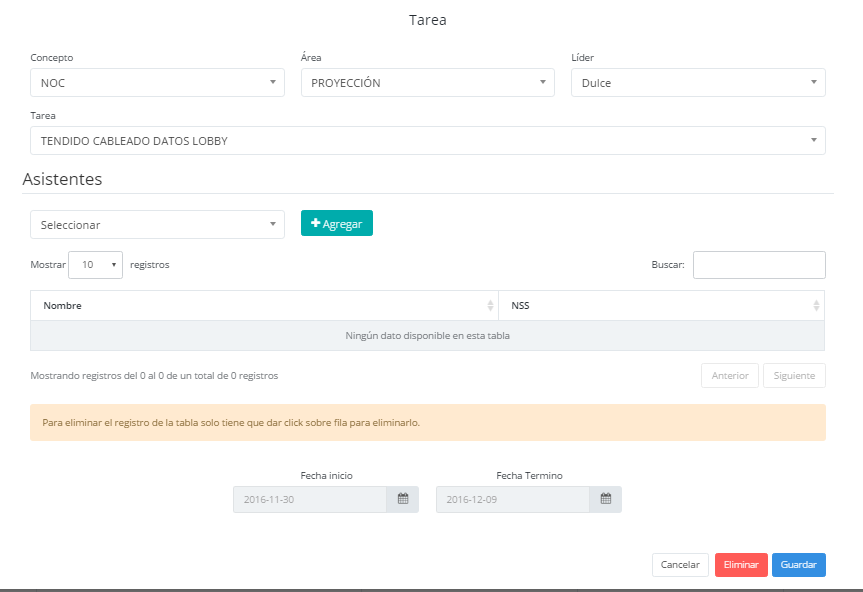 Tarea
Concepto Área Líder
NOC PROYECCIÓN Dulce
Tarea
TENDIDO CABLEADO DATOS LOBBY
Asistentes
Seleccionar Agregar
Mostrar 10 registros Buscar:
Nombre NSS
Ningún dato disponible en esta tabla
Mostrando registros del 0 al 0 de un total de 0 registros Anterior Siguiente
Para eliminar el registro de la tabla solo tiene que dar click sobre fila para eliminarlo.
Fecha inicio Fecha Termino
2016-11-30 2016-12-09
Cancelar Eliminar Guardar